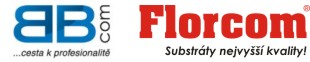 BB com
...cesta k profesionalitě
Florcom®
Substráty nejvyšší kvality!